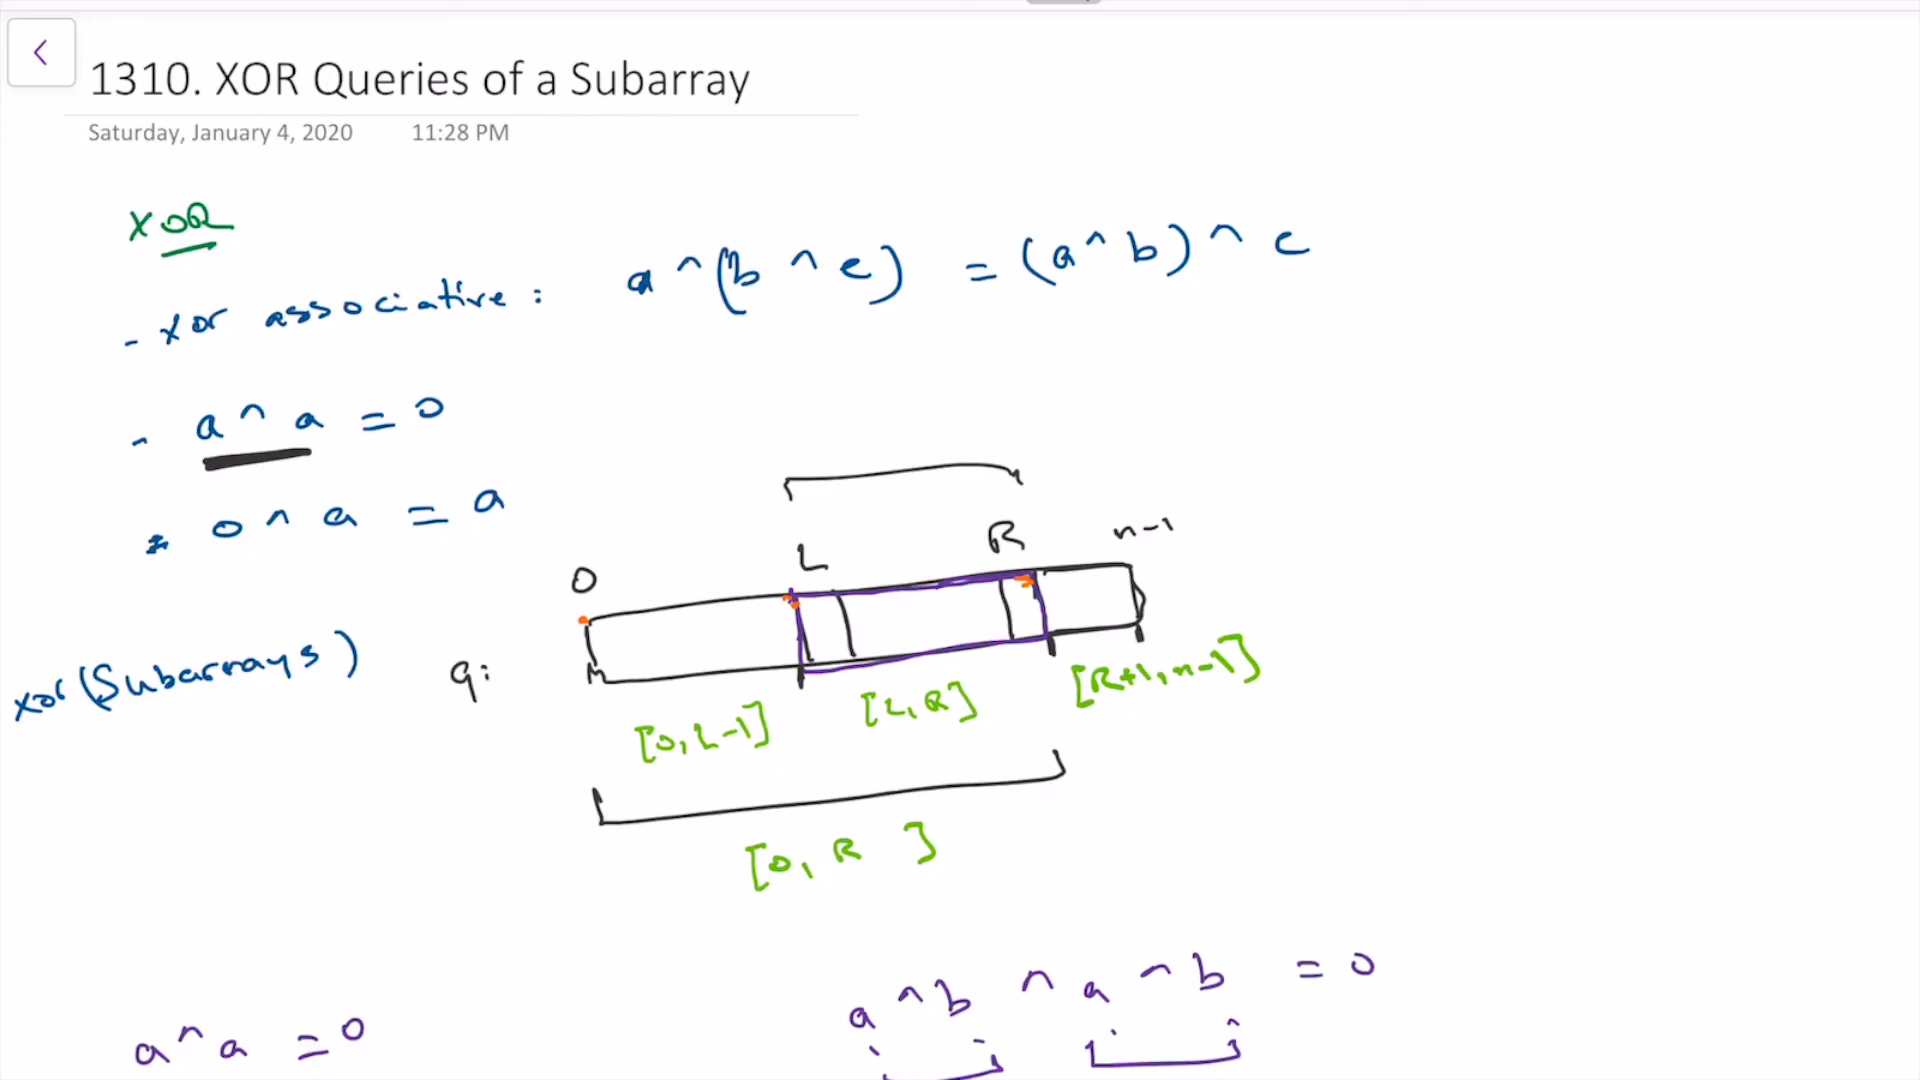 1310. XOR Queries of a Subarray
Saturday, January 4, 2020 11:28 PM
XOR
- xor associative : a ^ (b ^ c) = (a ^ b) ^ c
- a ^ a = 0
* 0 ^ a = a
0 L R n-1
xor (Subarrays) q:
[0, L-1] [L, R] [R+1, n-1]
[0, R ]
a ^ b ^ a ^ b = 0
a ^ a = 0